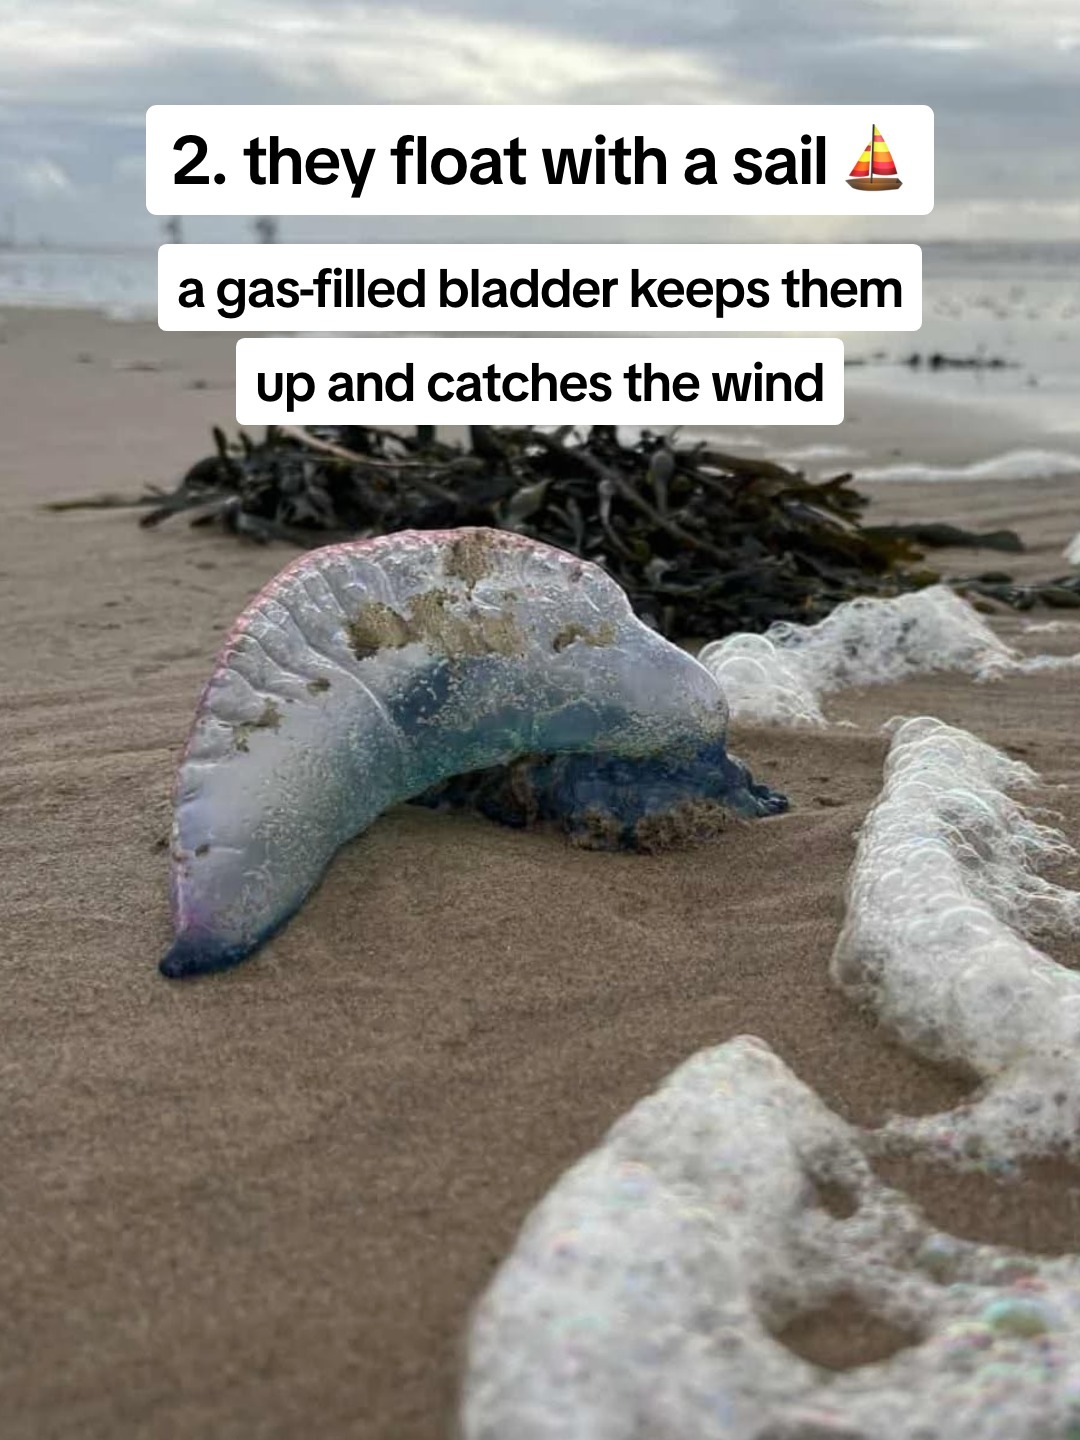 2. they float with a sail ⛵
a gas-filled bladder keeps them
up and catches the wind